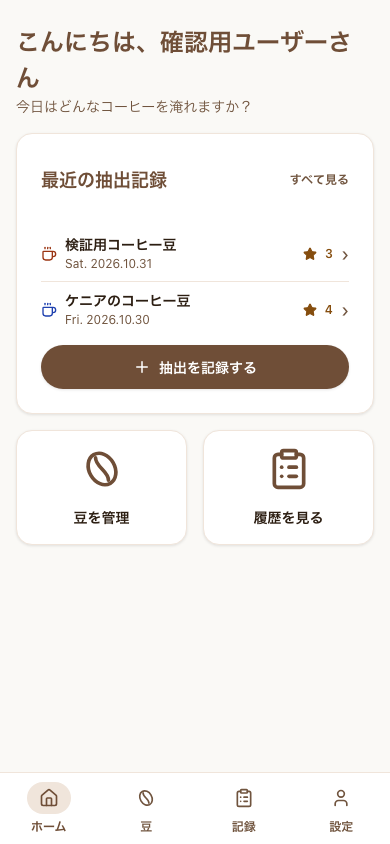 こんにちは、確認用ユーザーさ
ん
今日はどんなコーヒーを淹れますか？
最近の抽出記録
すべて見る
検証用コーヒー豆
Sat. 2026.10.31
3
ケニアのコーヒー豆
Fri. 2026.10.30
4
抽出を記録する
豆を管理
履歴を見る
ホーム
豆
記録
設定